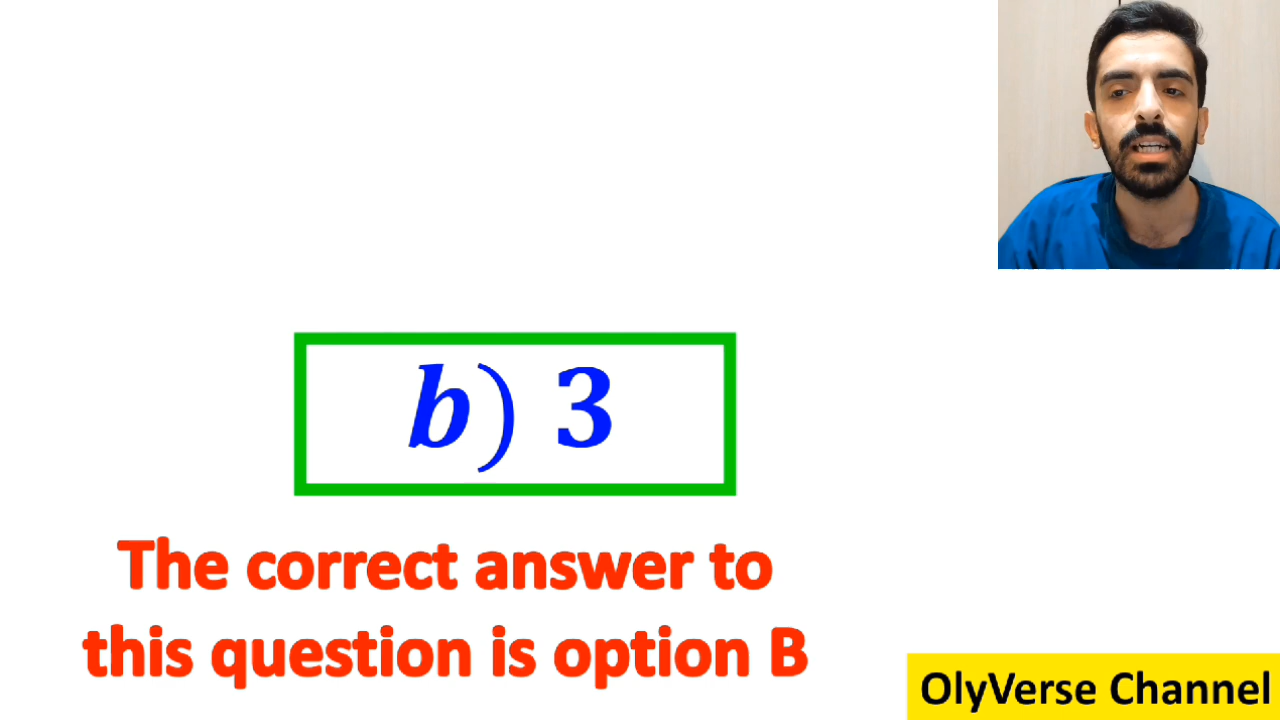 b) 3
The correct answer to
this question is option B
OlyVerse Channel